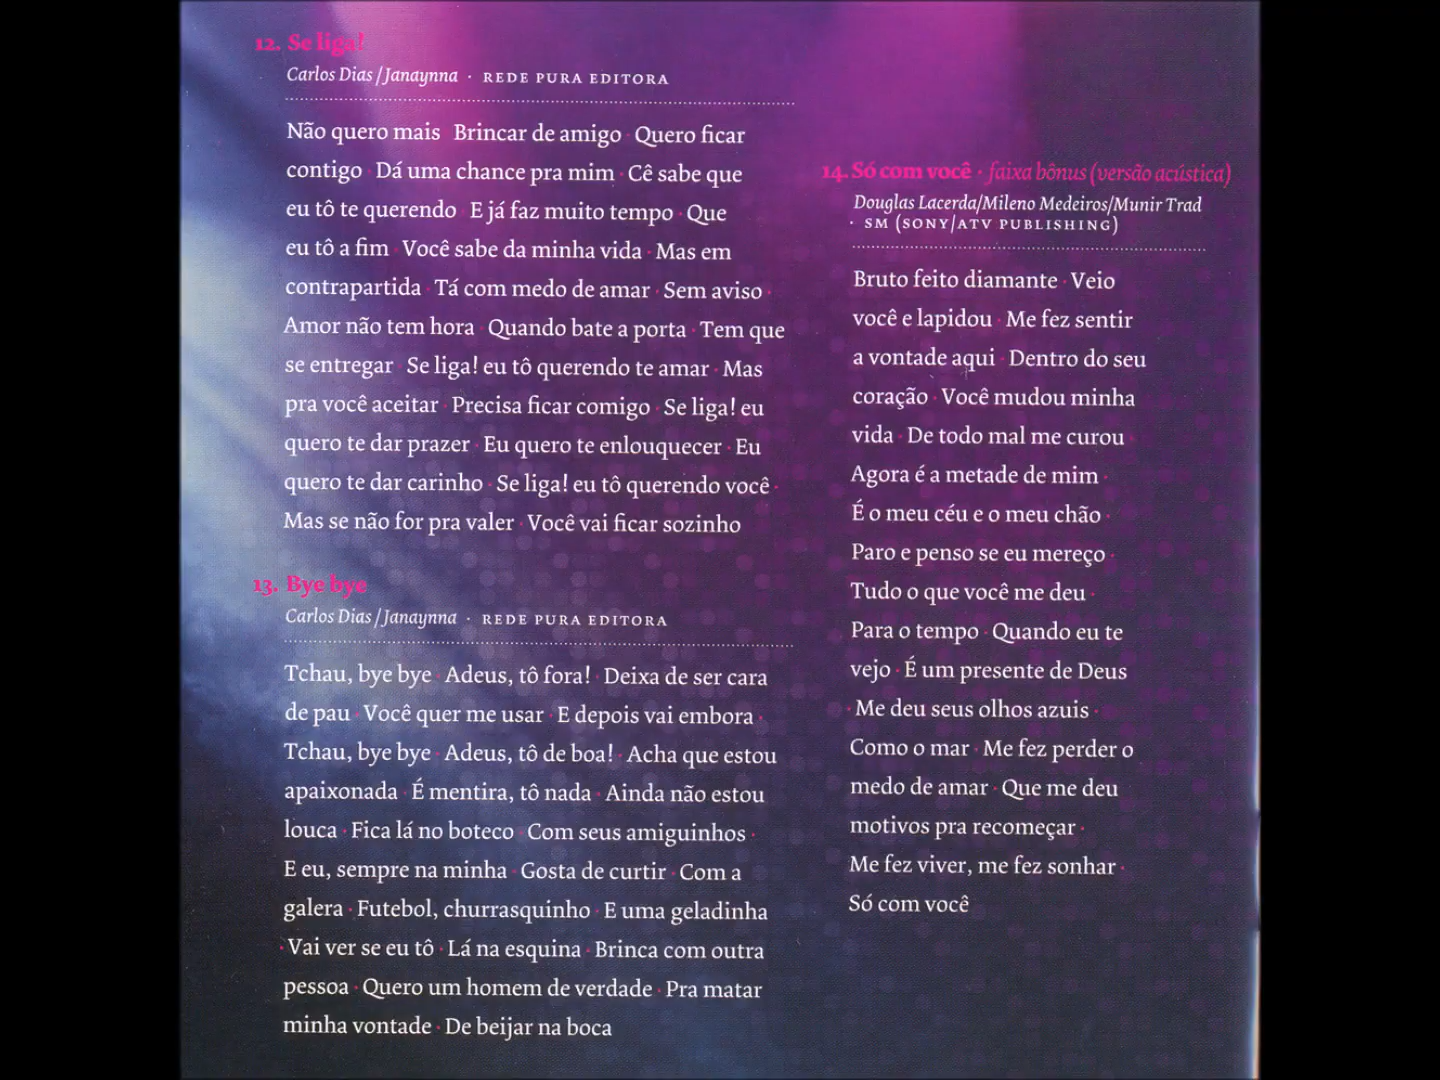 12. Se liga!
Carlos Dias / Janaynna · REDE PURA EDITORA
Não quero mais · Brincar de amigo · Quero ficar
contigo · Dá uma chance pra mim · Cê sabe que
eu tô te querendo · E já faz muito tempo · Que
eu tô a fim · Você sabe da minha vida · Mas em
contrapartida · Tá com medo de amar · Sem aviso ·
Amor não tem hora · Quando bate a porta · Tem que
se entregar · Se liga! eu tô querendo te amar · Mas
pra você aceitar · Precisa ficar comigo · Se liga! eu
quero te dar prazer · Eu quero te enlouquecer · Eu
quero te dar carinho · Se liga! eu tô querendo você ·
Mas se não for pra valer · Você vai ficar sozinho
13. Bye bye
Carlos Dias / Janaynna · REDE PURA EDITORA
Tchau, bye bye · Adeus, tô fora! · Deixa de ser cara
de pau · Você quer me usar · E depois vai embora ·
Tchau, bye bye · Adeus, tô de boa! · Acha que estou
apaixonada · É mentira, tô nada · Ainda não estou
louca · Fica lá no boteco · Com seus amiguinhos ·
E eu, sempre na minha · Gosta de curtir · Com a
galera · Futebol, churrasquinho · E uma geladinha
· Vai ver se eu tô · Lá na esquina · Brinca com outra
pessoa · Quero um homem de verdade · Pra matar
minha vontade · De beijar na boca
14. Só com você · faixa bônus (versão acústica)
Douglas Lacerda/Mileno Medeiros/Munir Trad
· SM (SONY/ATV PUBLISHING)
Bruto feito diamante · Veio
você e lapidou · Me fez sentir
a vontade aqui · Dentro do seu
coração · Você mudou minha
vida · De todo mal me curou ·
Agora é a metade de mim ·
É o meu céu e o meu chão ·
Paro e penso se eu mereço ·
Tudo o que você me deu ·
Para o tempo · Quando eu te
vejo · É um presente de Deus
· Me deu seus olhos azuis ·
Como o mar · Me fez perder o
medo de amar · Que me deu
motivos pra recomeçar ·
Me fez viver, me fez sonhar ·
Só com você